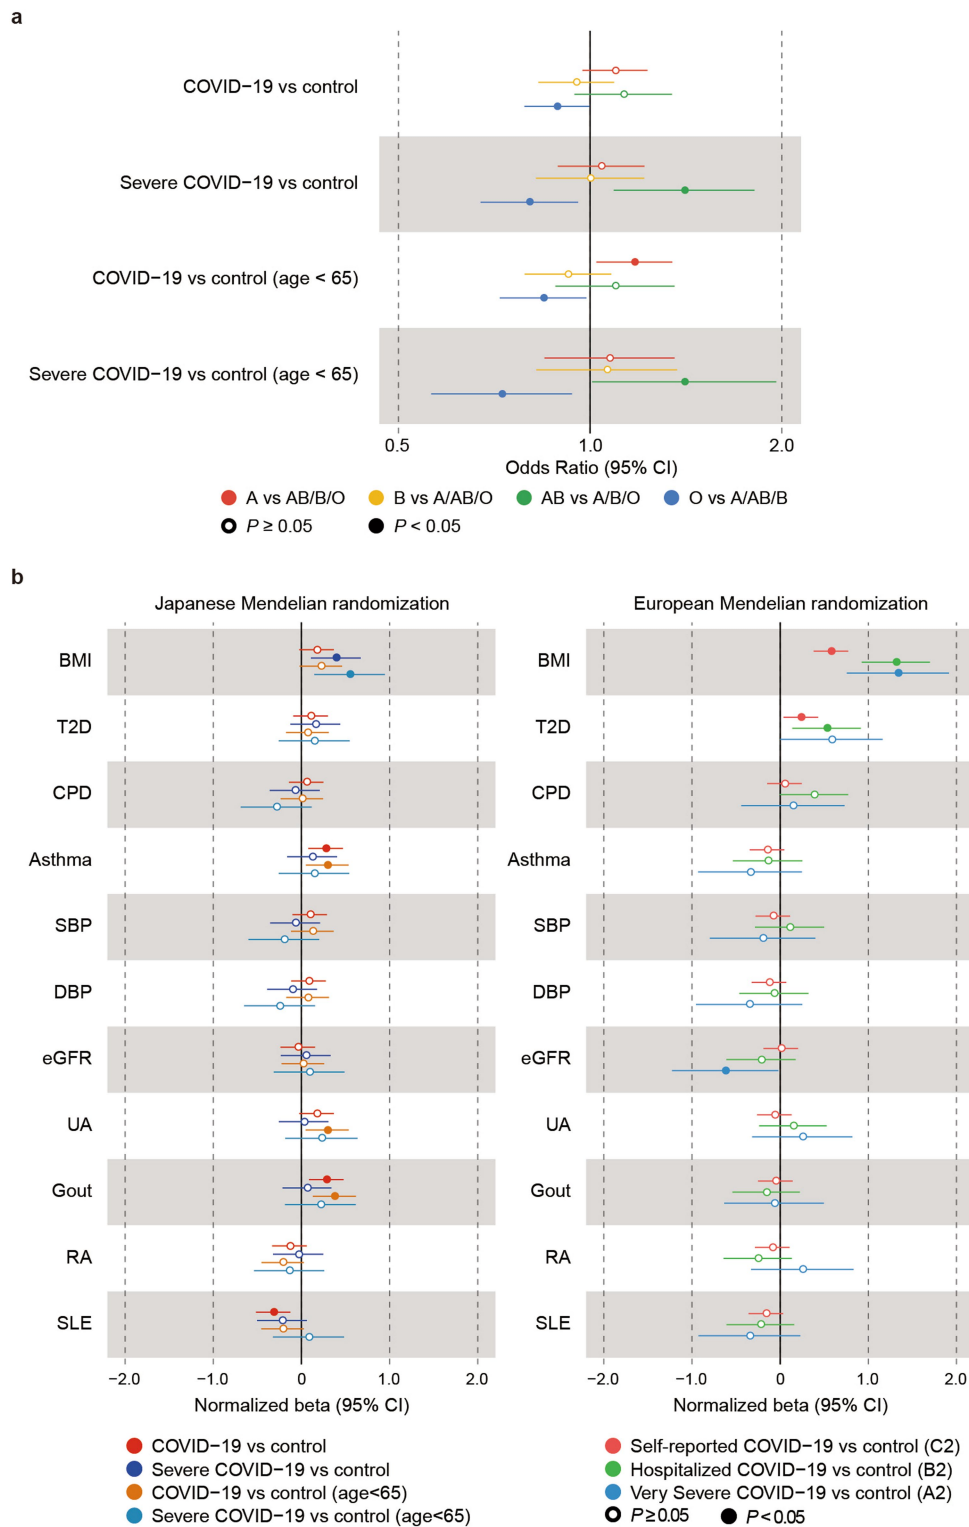 a
COVID−19 vs control
Severe COVID−19 vs control
COVID−19 vs control (age < 65)
Severe COVID−19 vs control (age < 65)
0.5 1.0 2.0
Odds Ratio (95% CI)
A vs AB/B/O B vs A/AB/O AB vs A/B/O O vs A/AB/B
P ≥ 0.05 P < 0.05
b
Japanese Mendelian randomization
BMI
T2D
CPD
Asthma
SBP
DBP
eGFR
UA
Gout
RA
SLE
−2.0 −1.0 0 1.0 2.0
Normalized beta (95% CI)
COVID−19 vs control
Severe COVID−19 vs control
COVID−19 vs control (age<65)
Severe COVID−19 vs control (age<65)
European Mendelian randomization
BMI
T2D
CPD
Asthma
SBP
DBP
eGFR
UA
Gout
RA
SLE
−2.0 −1.0 0 1.0 2.0
Normalized beta (95% CI)
Self-reported COVID−19 vs control (C2)
Hospitalized COVID−19 vs control (B2)
Very Severe COVID−19 vs control (A2)
P≥0.05 P<0.05